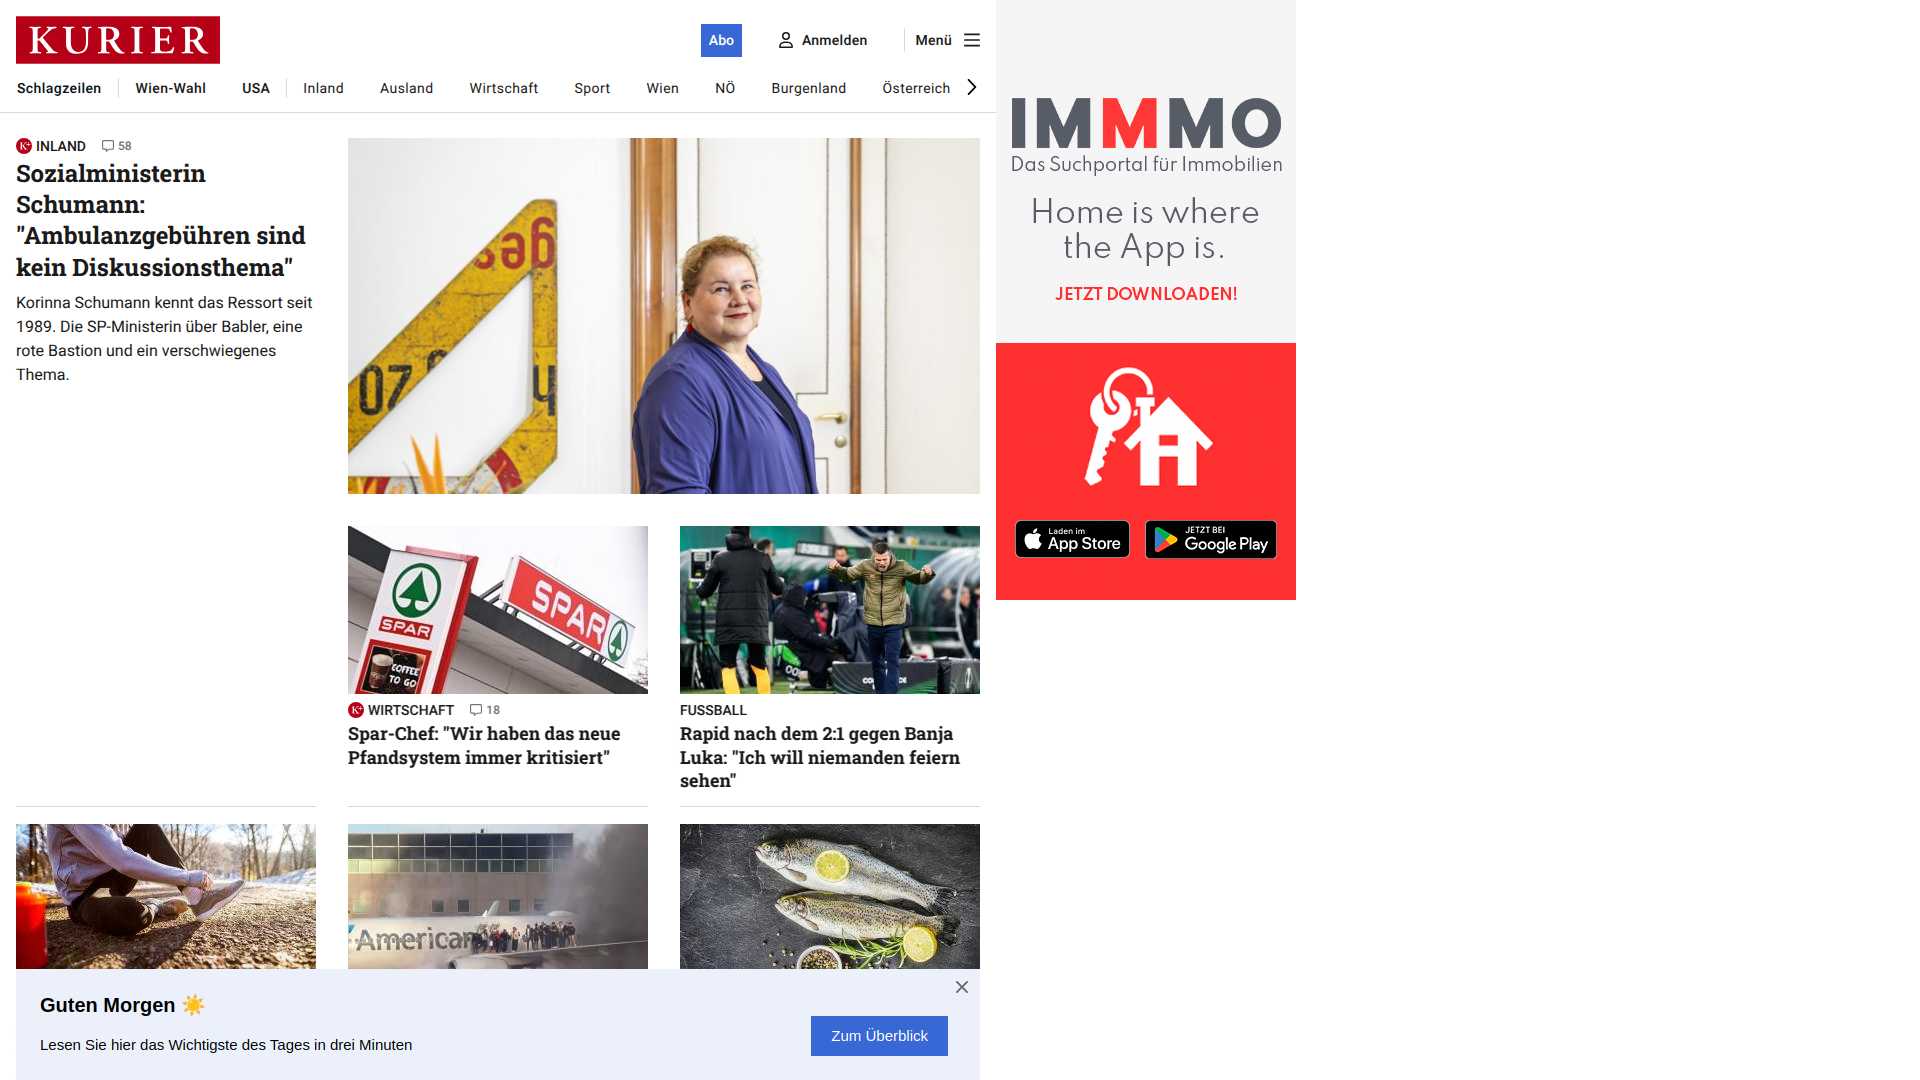 KURIER
Abo
Anmelden
Menü
Schlagzeilen
Wien-Wahl
USA
Inland
Ausland
Wirtschaft
Sport
Wien
NÖ
Burgenland
Österreich
K+ INLAND 58
Sozialministerin
Schumann:
"Ambulanzgebühren sind
kein Diskussionsthema"
Korinna Schumann kennt das Ressort seit
1989. Die SP-Ministerin über Babler, eine
rote Bastion und ein verschwiegenes
Thema.
SPAR
SPAR
COFFEE
TO GO
K+ WIRTSCHAFT 18
Spar-Chef: "Wir haben das neue
Pfandsystem immer kritisiert"
FUSSBALL
Rapid nach dem 2:1 gegen Banja
Luka: "Ich will niemanden feiern
sehen"
American
Guten Morgen ☀️
Lesen Sie hier das Wichtigste des Tages in drei Minuten
Zum Überblick
IMMMO
Das Suchportal für Immobilien
Home is where
the App is.
JETZT DOWNLOADEN!
Laden im
App Store
JETZT BEI
Google Play